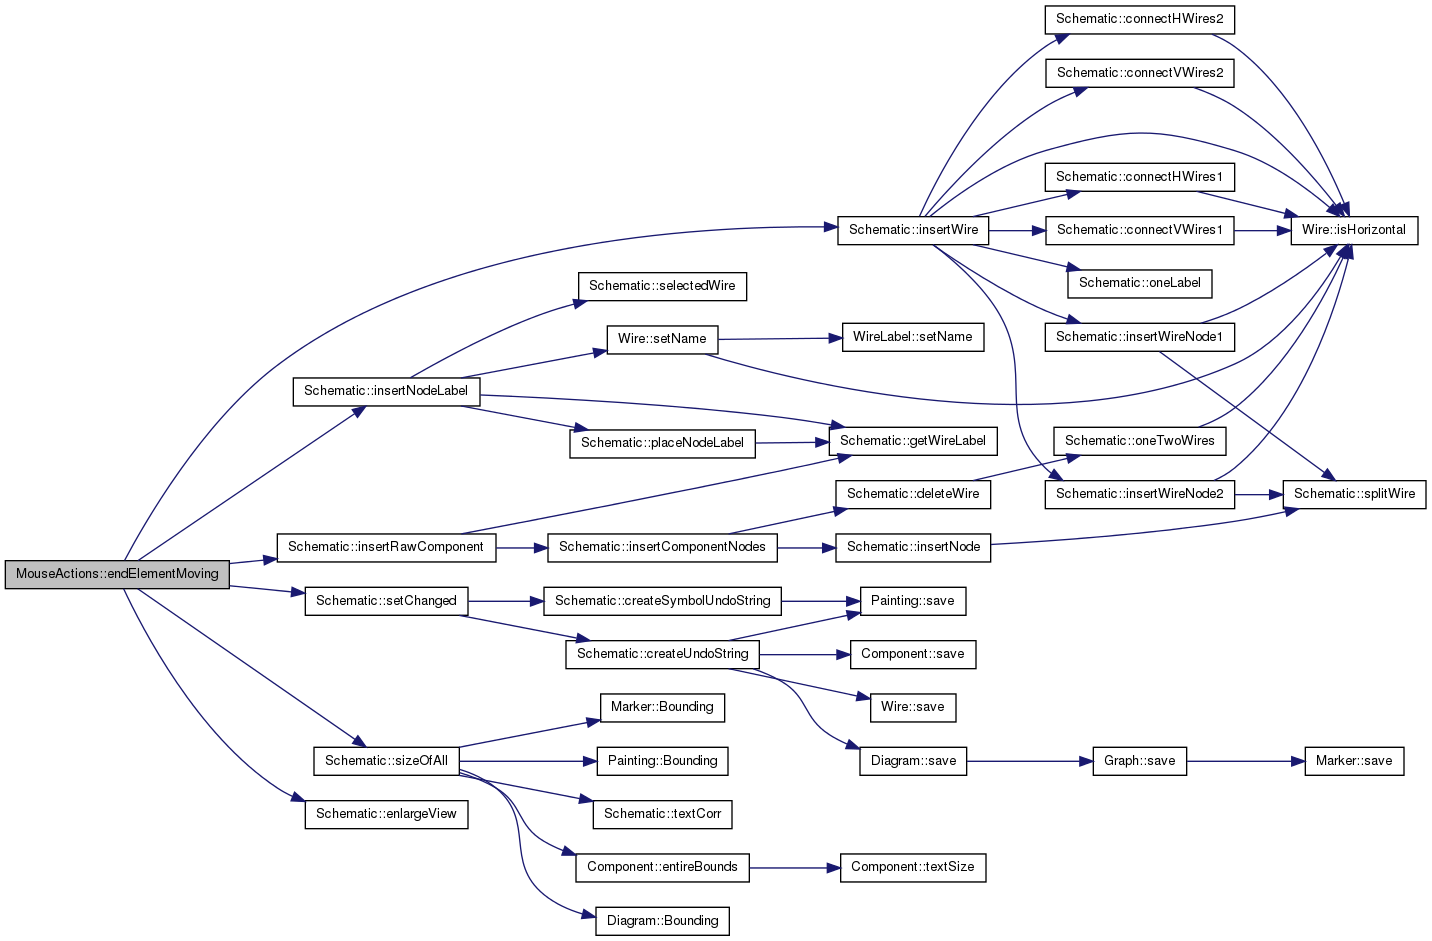 Schematic::connectHWires2
Schematic::connectVWires2
Schematic::connectHWires1
Schematic::insertWire
Schematic::connectVWires1
Wire::isHorizontal
Schematic::selectedWire
Schematic::oneLabel
Wire::setName
WireLabel::setName
Schematic::insertWireNode1
Schematic::insertNodeLabel
Schematic::placeNodeLabel
Schematic::getWireLabel
Schematic::oneTwoWires
Schematic::deleteWire
Schematic::insertWireNode2
Schematic::splitWire
Schematic::insertRawComponent
Schematic::insertComponentNodes
Schematic::insertNode
MouseActions::endElementMoving
Schematic::setChanged
Schematic::createSymbolUndoString
Painting::save
Schematic::createUndoString
Component::save
Marker::Bounding
Wire::save
Schematic::sizeOfAll
Painting::Bounding
Diagram::save
Graph::save
Marker::save
Schematic::enlargeView
Schematic::textCorr
Component::entireBounds
Component::textSize
Diagram::Bounding